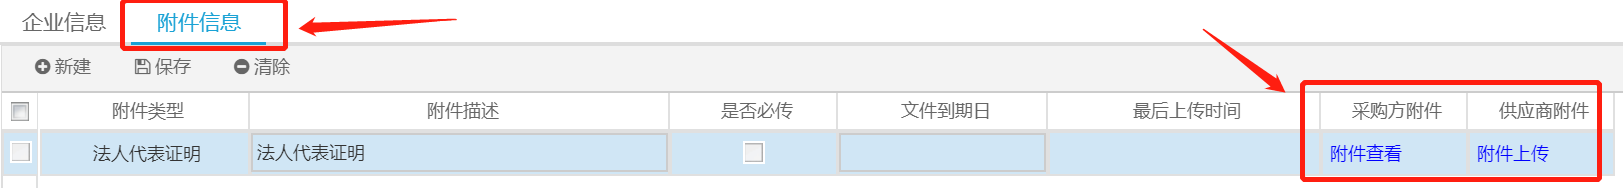 企业信息 附件信息
新建 保存 清除
附件类型 附件描述 是否必传 文件到期日 最后上传时间 采购方附件 供应商附件
法人代表证明 法人代表证明 附件查看 附件上传